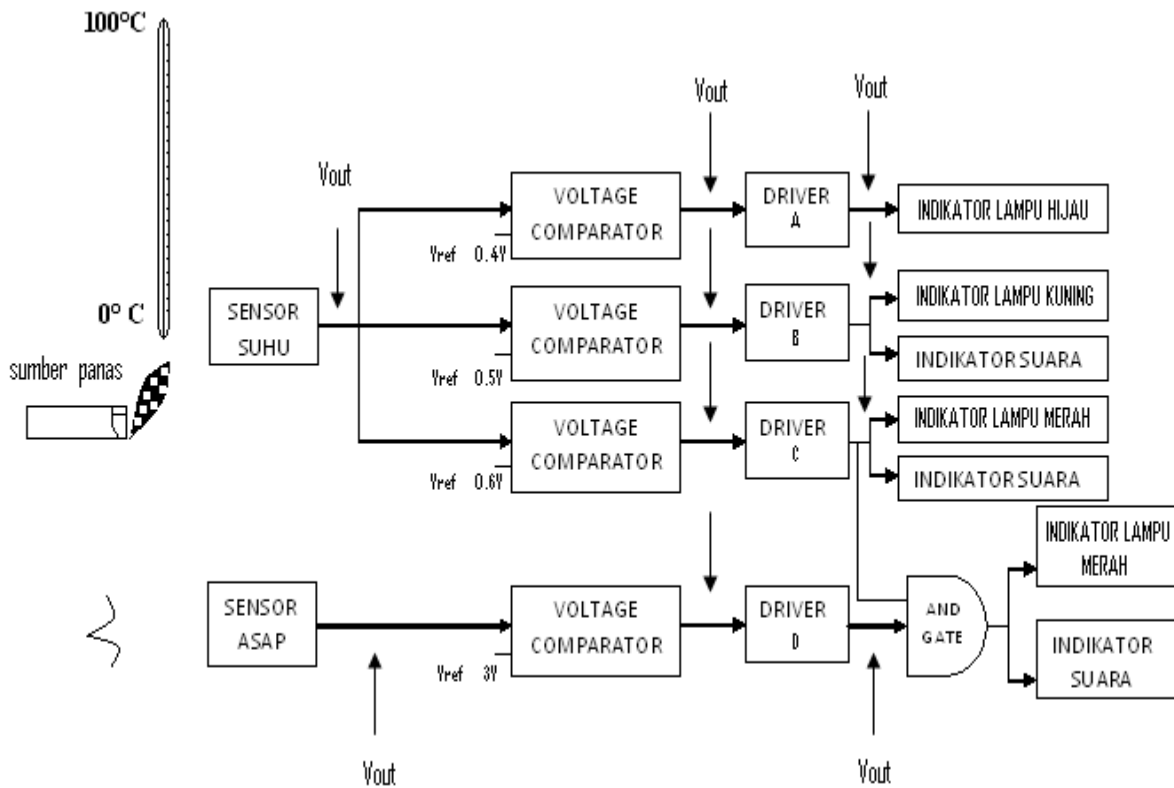 100°C
0° C
sumber panas
Vout
SENSOR
SUHU
Vout
Vout
VOLTAGE
COMPARATOR
Vref 0.4V
DRIVER
A
INDIKATOR LAMPU HIJAU
VOLTAGE
COMPARATOR
Vref 0.5V
DRIVER
B
INDIKATOR LAMPU KUNING
INDIKATOR SUARA
VOLTAGE
COMPARATOR
Vref 0.6V
DRIVER
C
INDIKATOR LAMPU MERAH
INDIKATOR SUARA
SENSOR
ASAP
VOLTAGE
COMPARATOR
Vref 3V
DRIVER
D
AND
GATE
INDIKATOR LAMPU
MERAH
INDIKATOR
SUARA
Vout
Vout